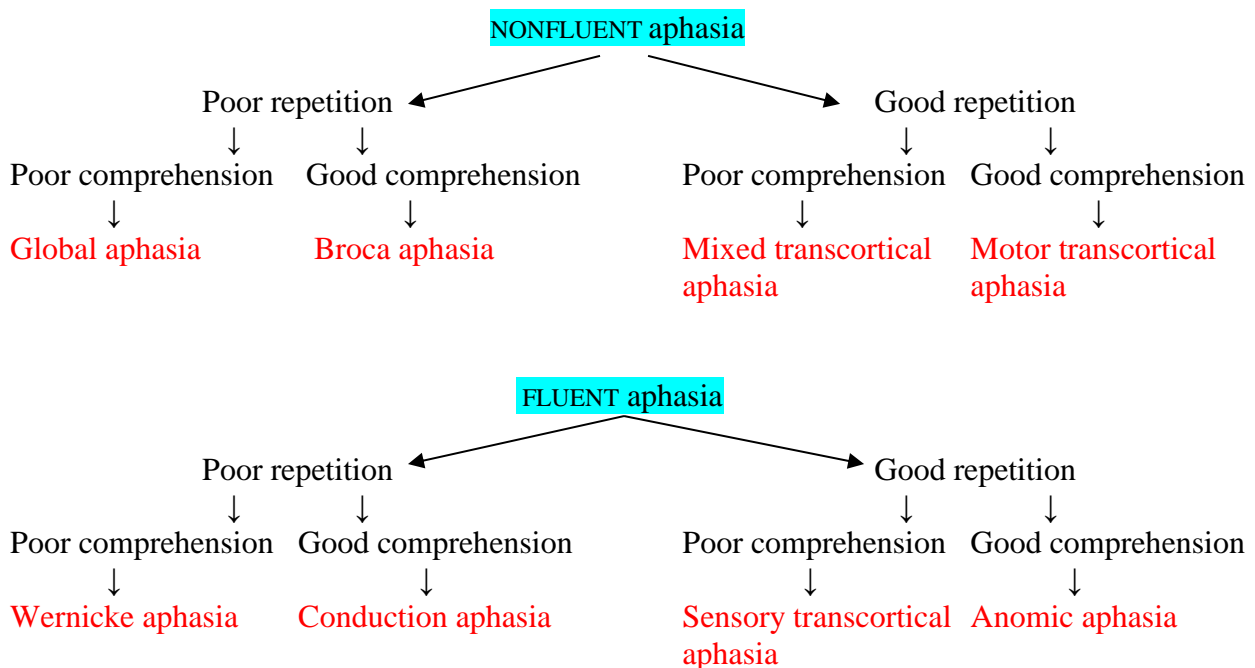 NONFLUENT aphasia
Poor repetition Good repetition
↓ ↓ ↓ ↓
Poor comprehension Good comprehension Poor comprehension Good comprehension
↓ ↓ ↓ ↓
Global aphasia Broca aphasia Mixed transcortical Motor transcortical
aphasia aphasia
FLUENT aphasia
Poor repetition Good repetition
↓ ↓ ↓ ↓
Poor comprehension Good comprehension Poor comprehension Good comprehension
↓ ↓ ↓ ↓
Wernicke aphasia Conduction aphasia Sensory transcortical Anomic aphasia
aphasia